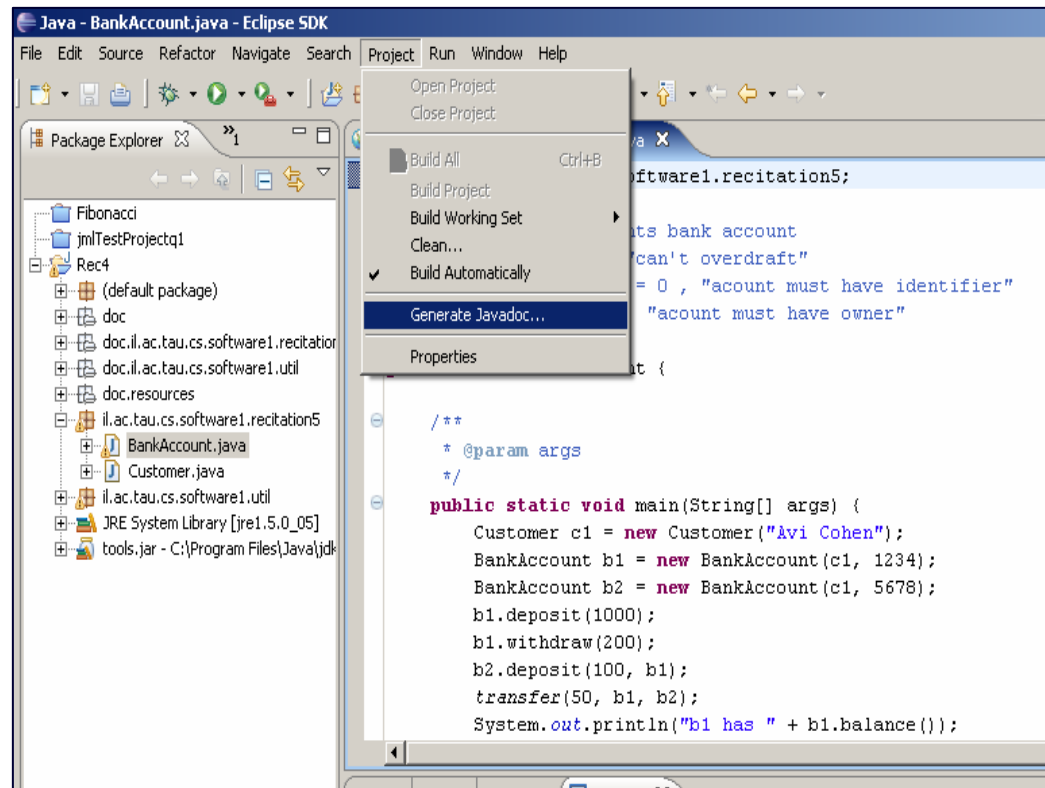 Java - BankAccount.java - Eclipse SDK
File Edit Source Refactor Navigate Search Project Run Window Help
Open Project
Close Project
Build All Ctrl+B
Build Project
Build Working Set
Clean...
Build Automatically
Generate Javadoc...
Properties
Package Explorer
1
Fibonacci
jmlTestProjectq1
Rec4
(default package)
doc
doc.il.ac.tau.cs.software1.recitation
doc.il.ac.tau.cs.software1.util
doc.resources
il.ac.tau.cs.software1.recitation5
BankAccount.java
Customer.java
il.ac.tau.cs.software1.util
JRE System Library [jre1.5.0_05]
tools.jar - C:\Program Files\Java\jdk
va
oftware1.recitation5;
nts bank account
"can't overdraft"
= 0 , "acount must have identifier"
"acount must have owner"
nt {
/**
* @param args
*/
public static void main(String[] args) {
Customer c1 = new Customer("Avi Cohen");
BankAccount b1 = new BankAccount(c1, 1234);
BankAccount b2 = new BankAccount(c1, 5678);
b1.deposit(1000);
b1.withdraw(200);
b2.deposit(100, b1);
transfer(50, b1, b2);
System.out.println("b1 has " + b1.balance());